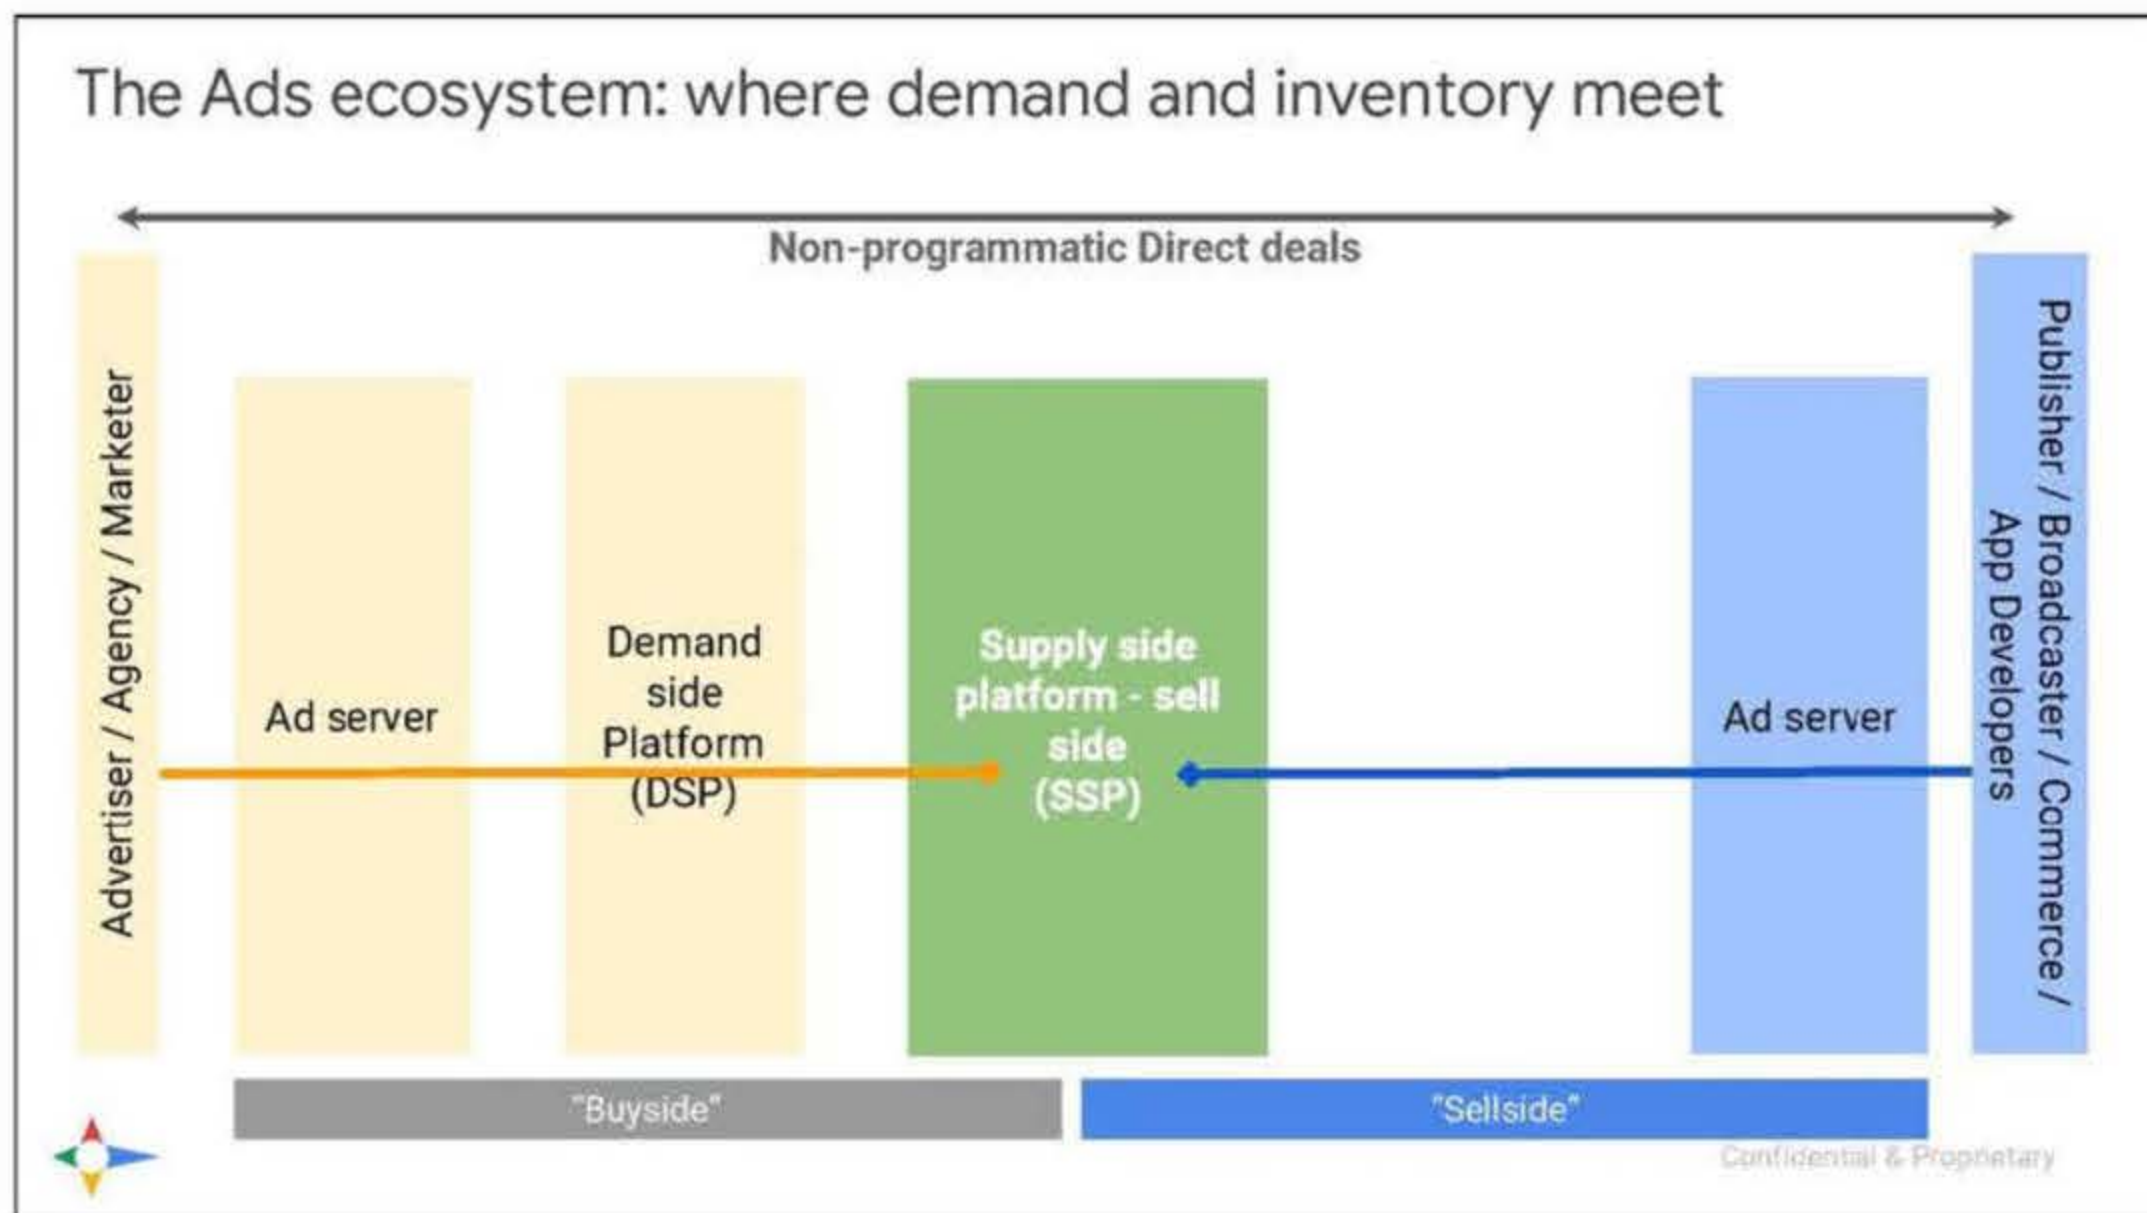 The Ads ecosystem: where demand and inventory meet
Non-programmatic Direct deals
Advertiser / Agency / Marketer
Ad server
Demand
side
Platform
(DSP)
Supply side
platform - sell
side
(SSP)
Ad server
Publisher / Broadcaster / Commerce /
App Developers
"Buyside"
"Sellside"
Confidential & Proprietary